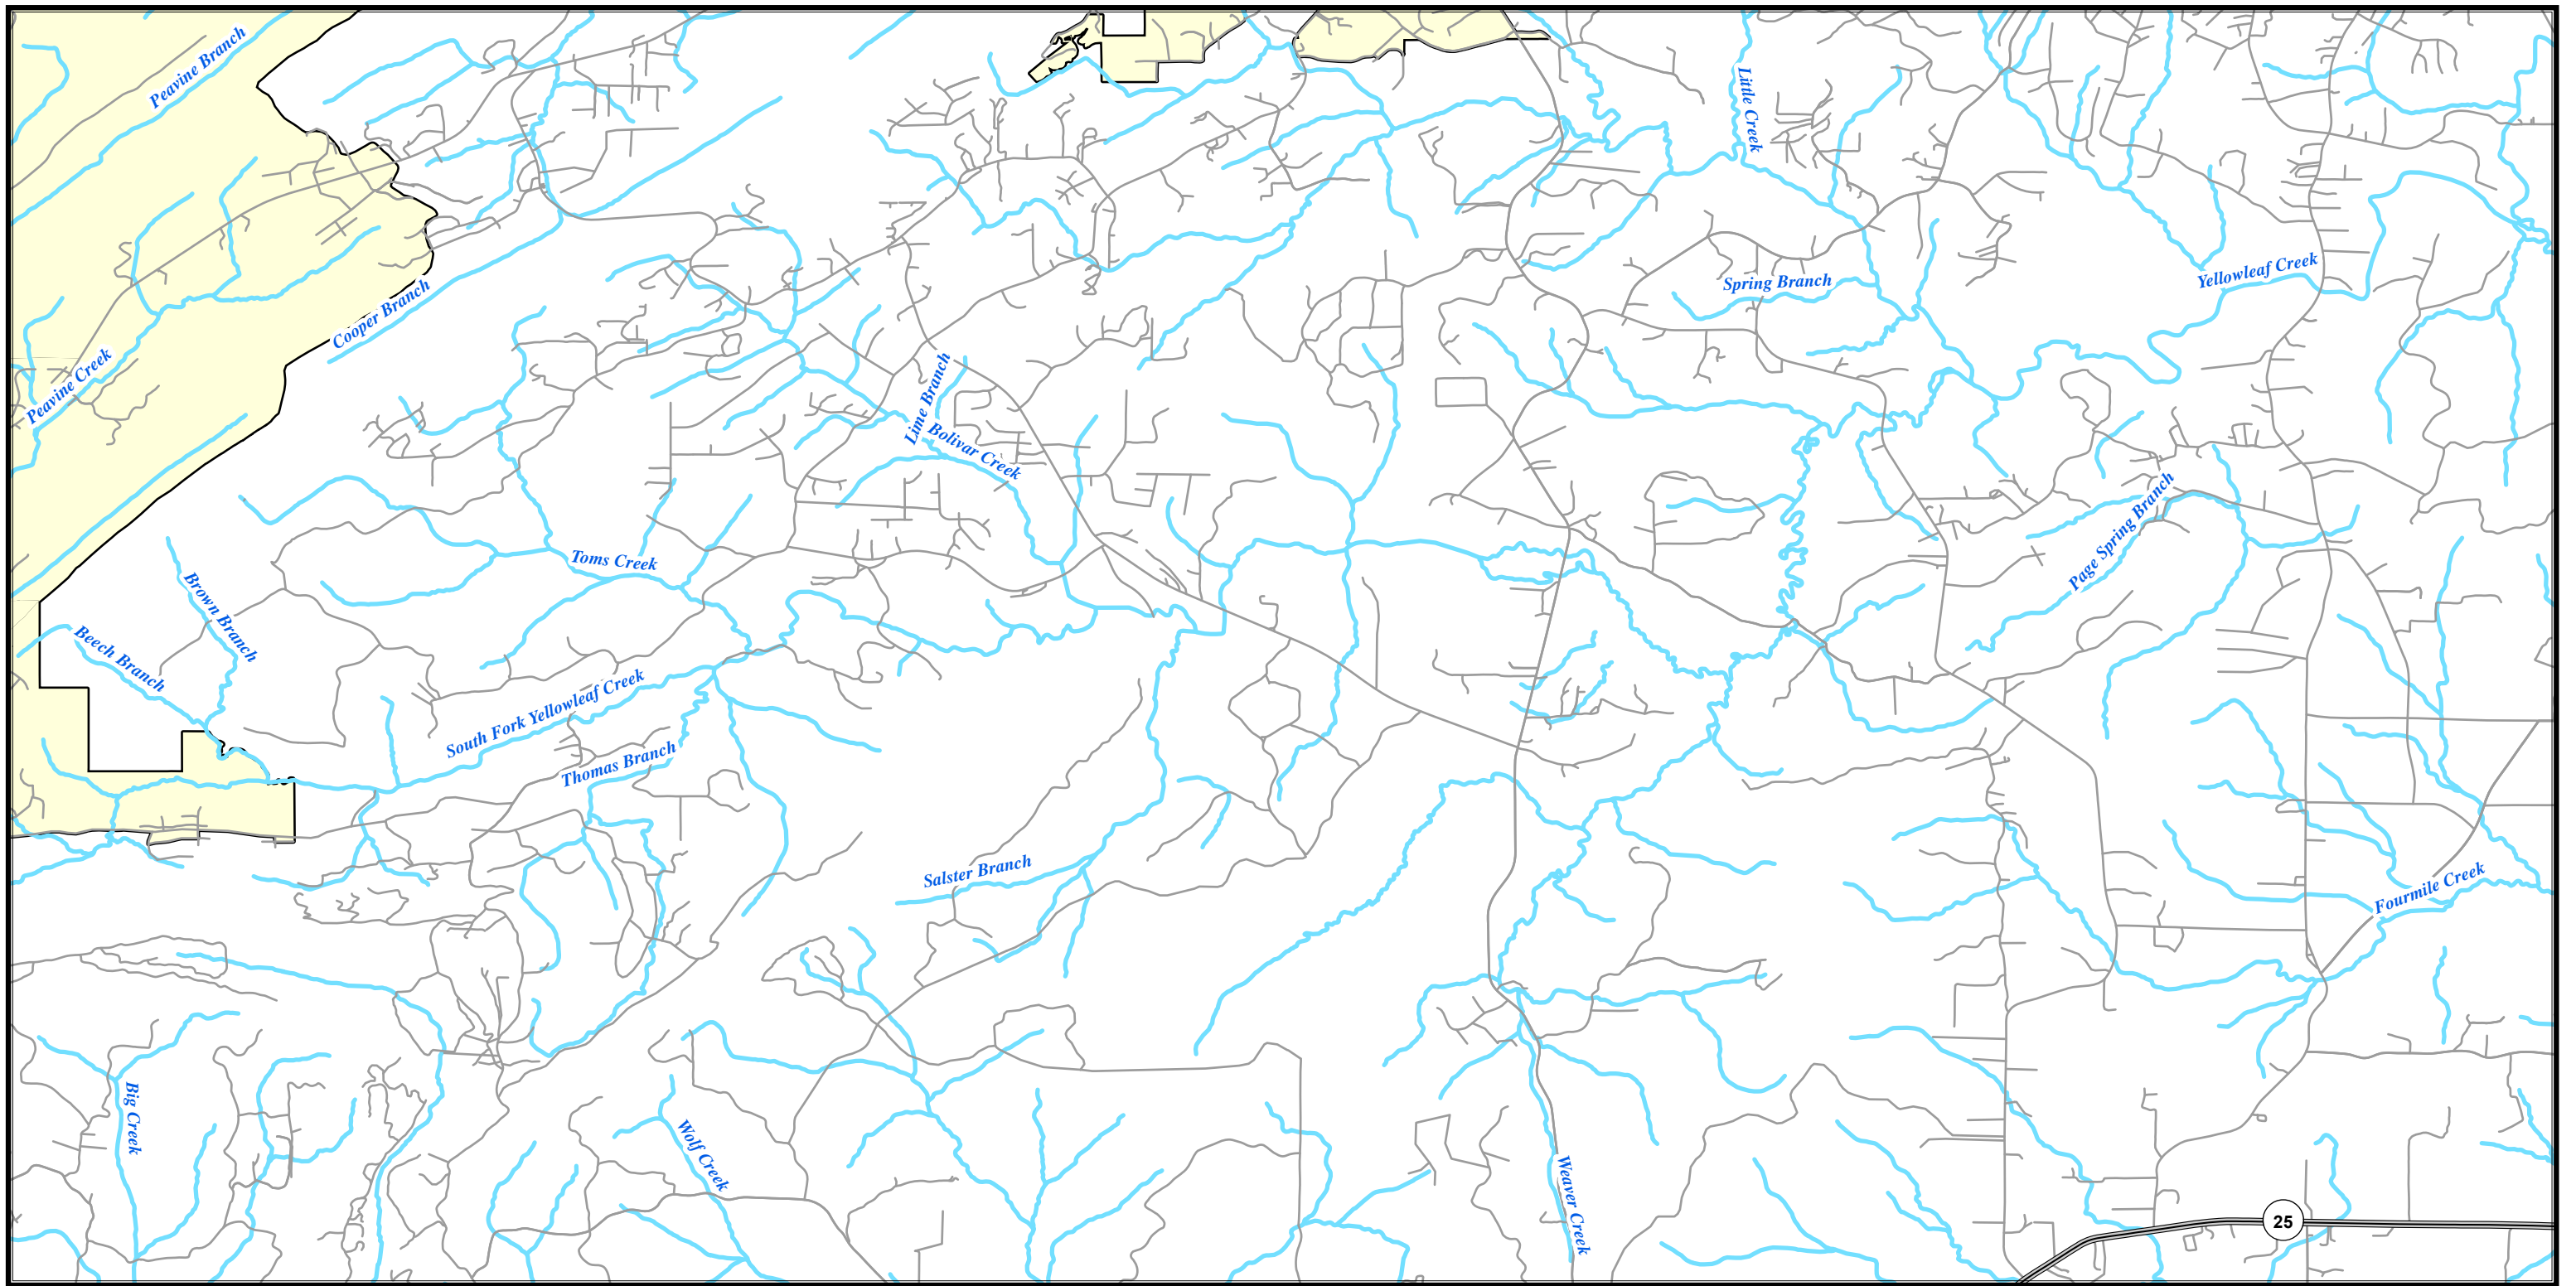 Peavine Branch
Little Creek
Cooper Branch
Spring Branch
Yellowleaf Creek
Peavine Creek
Lime Branch
Bolivar Creek
Page Spring Branch
Toms Creek
Brown Branch
Beech Branch
South Fork Yellowleaf Creek
Thomas Branch
Salster Branch
Fourmile Creek
Big Creek
Wolf Creek
Weaver Creek
25